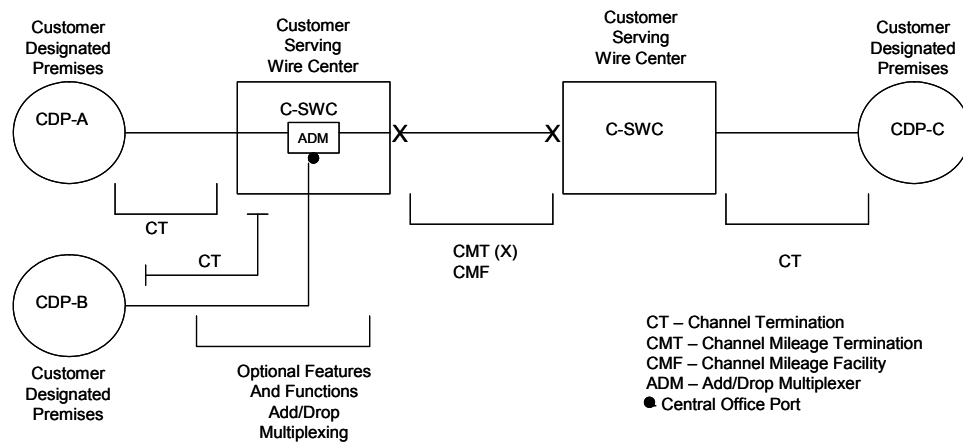 Customer
Designated
Premises
Customer
Serving
Wire Center
Customer
Serving
Wire Center
Customer
Designated
Premises
CDP-A
C-SWC
ADM
X
X
C-SWC
CDP-C
CT
CT
CMT (X)
CMF
CT
CDP-B
Customer
Designated
Premises
Optional Features
And Functions
Add/Drop
Multiplexing
CT – Channel Termination
CMT – Channel Mileage Termination
CMF – Channel Mileage Facility
ADM – Add/Drop Multiplexer
Central Office Port